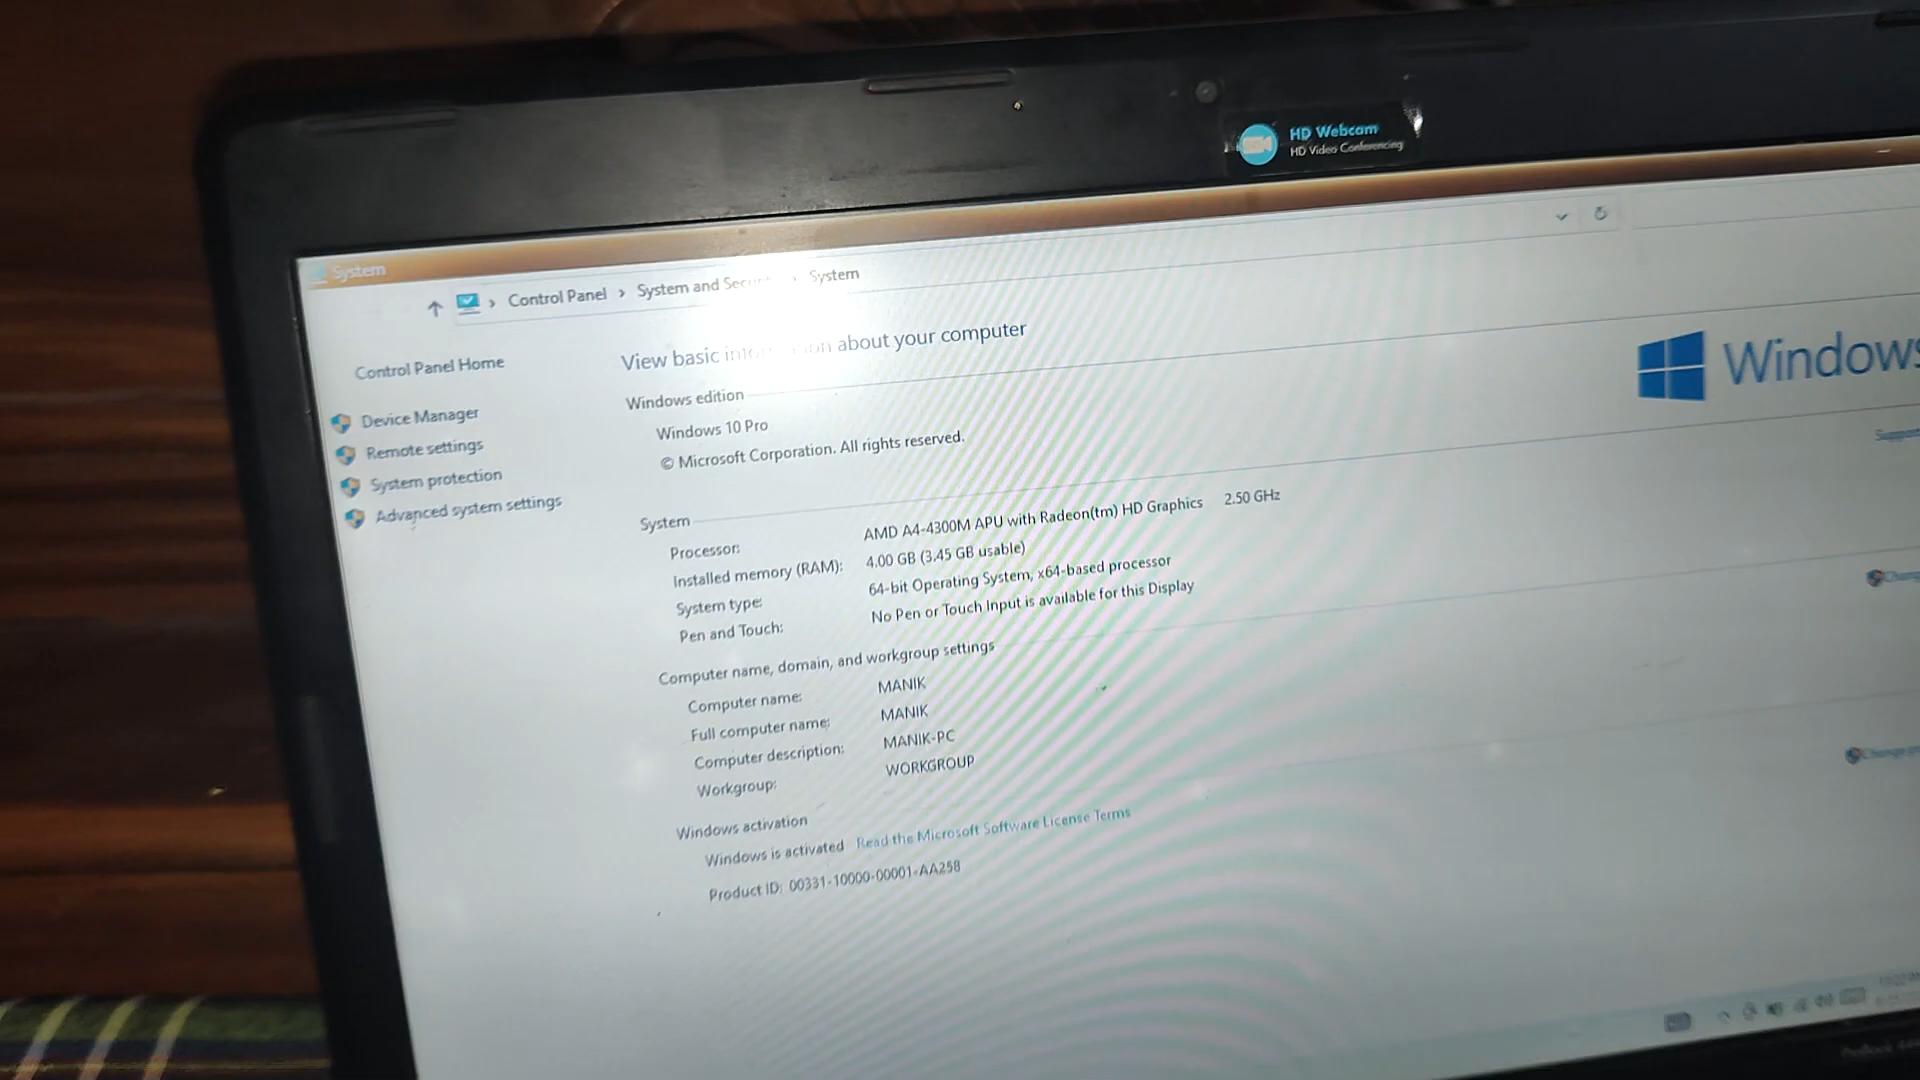 HD Webcam
HD Video Conferencing
System
Control Panel › System and Secur › System
Control Panel Home
Device Manager
Remote settings
System protection
Advanced system settings
View basic information about your computer
Windows edition
Windows 10 Pro
© Microsoft Corporation. All rights reserved.
Windows
System
Processor: AMD A4-4300M APU with Radeon(tm) HD Graphics 2.50 GHz
Installed memory (RAM): 4.00 GB (3.45 GB usable)
System type: 64-bit Operating System, x64-based processor
Pen and Touch: No Pen or Touch Input is available for this Display
Computer name, domain, and workgroup settings
Computer name: MANIK
Full computer name: MANIK
Computer description: MANIK-PC
Workgroup: WORKGROUP
Windows activation
Windows is activated Read the Microsoft Software License Terms
Product ID: 00331-10000-00001-AA258
ProBook